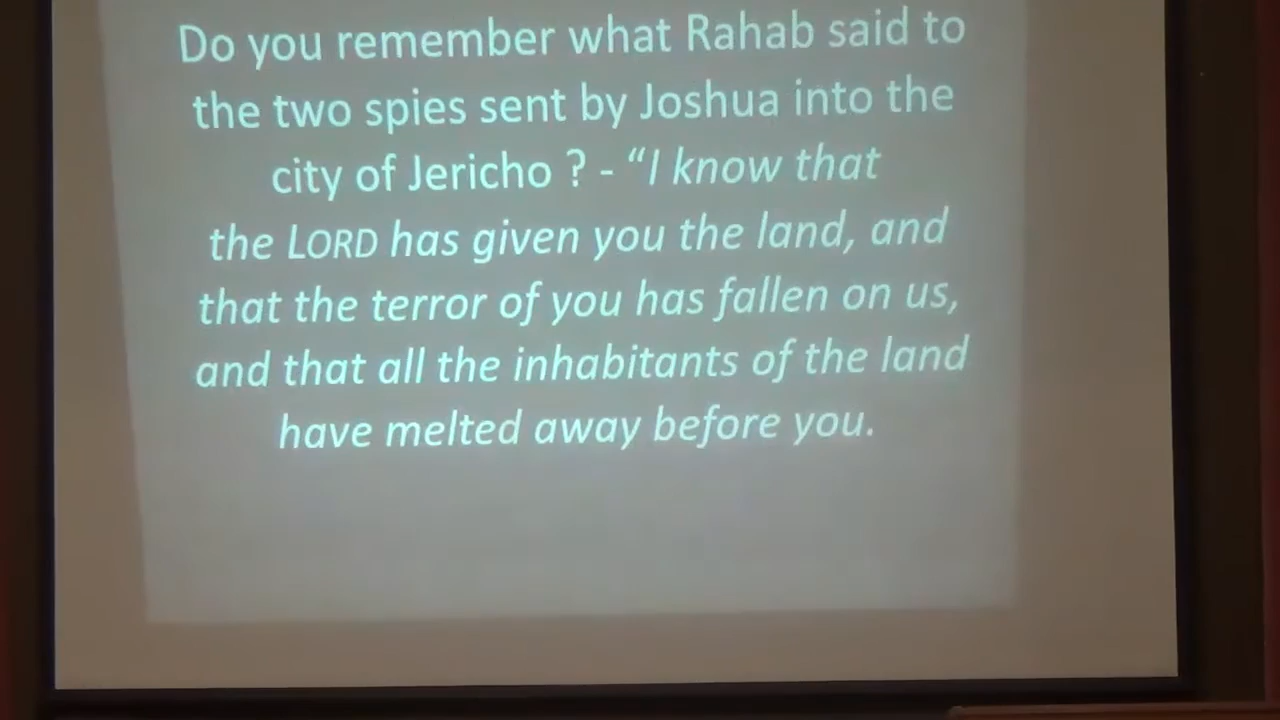 Do you remember what Rahab said to
the two spies sent by Joshua into the
city of Jericho ? - “I know that
the LORD has given you the land, and
that the terror of you has fallen on us,
and that all the inhabitants of the land
have melted away before you.